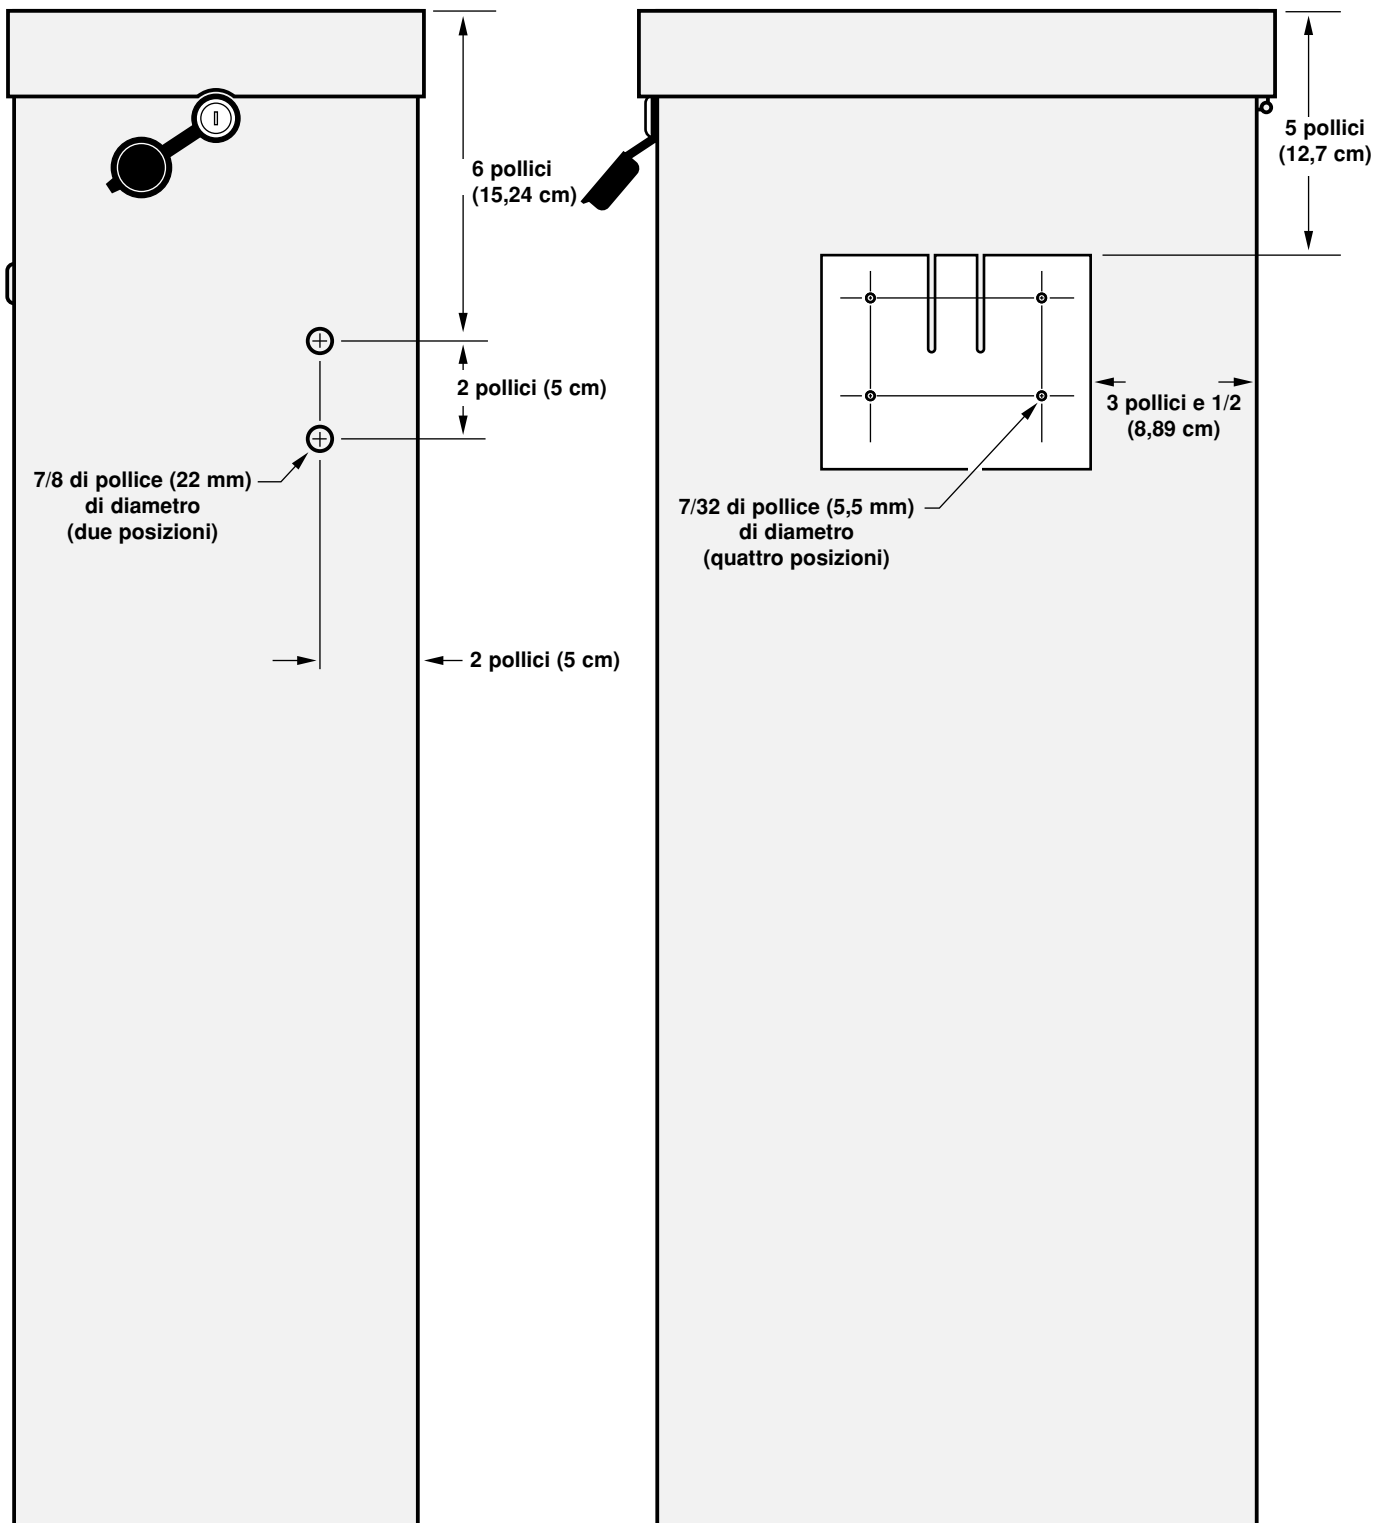 6 pollici
(15,24 cm)
2 pollici (5 cm)
7/8 di pollice (22 mm)
di diametro
(due posizioni)
2 pollici (5 cm)
5 pollici
(12,7 cm)
3 pollici e 1/2
(8,89 cm)
7/32 di pollice (5,5 mm)
di diametro
(quattro posizioni)